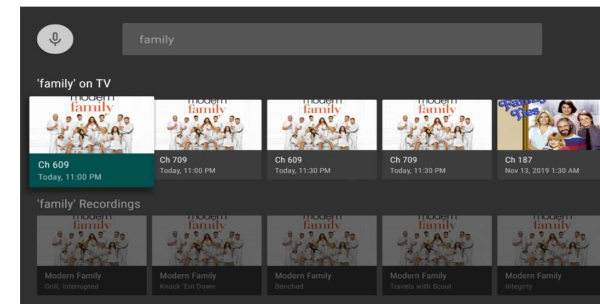 family
'family' on TV
modern
family
modern
family
modern
family
modern
family
Family
Ties
Ch 609
Today, 11:00 PM
Ch 709
Today, 11:00 PM
Ch 609
Today, 11:30 PM
Ch 709
Today, 11:30 PM
Ch 187
Nov 13, 2019 1:30 AM
'family' Recordings
modern
family
modern
family
modern
family
modern
family
modern
family
Modern Family
Grill, Interrupted
Modern Family
Knock 'Em Down
Modern Family
Benched
Modern Family
Travels with Scout
Modern Family
Integrity